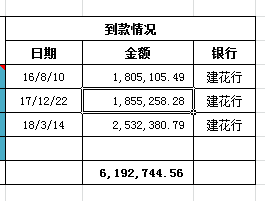 到款情况
日期 金额 银行
16/8/10 1,805,105.49 建花行
17/12/22 1,855,258.28 建花行
18/3/14 2,532,380.79 建花行
6,192,744.56